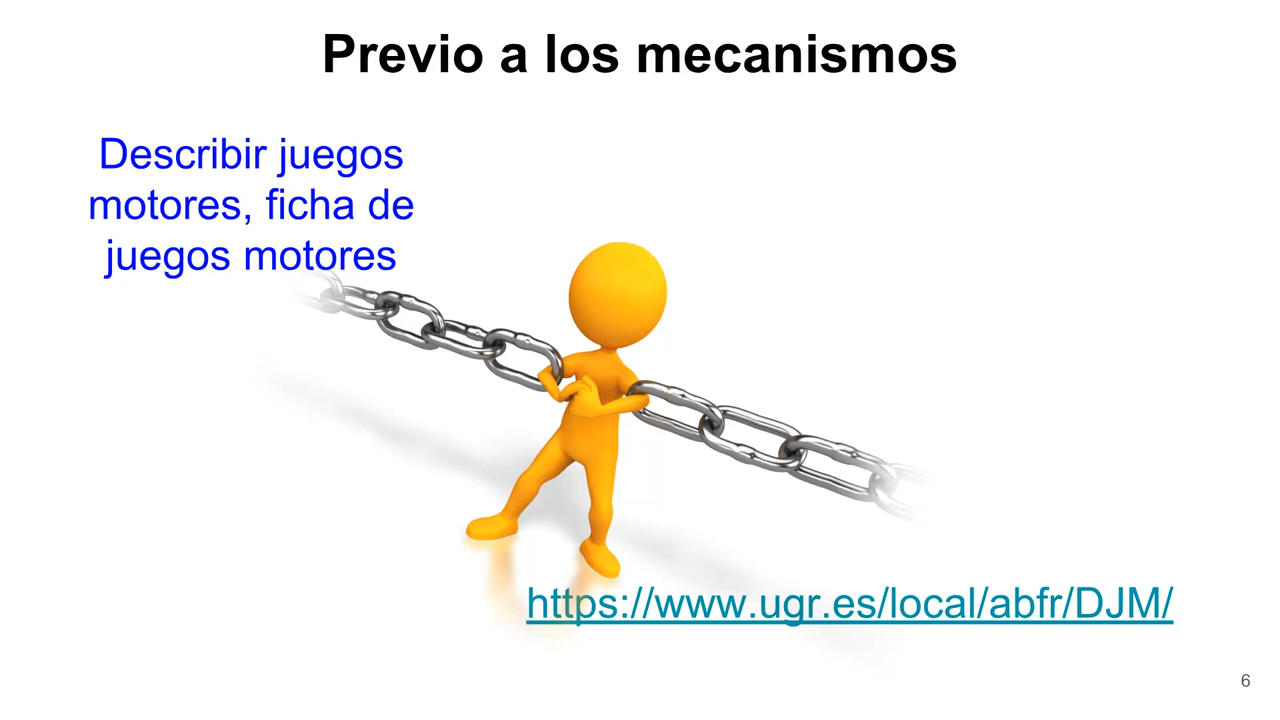 Previo a los mecanismos
Describir juegos
motores, ficha de
juegos motores
https://www.ugr.es/local/abfr/DJM/
6